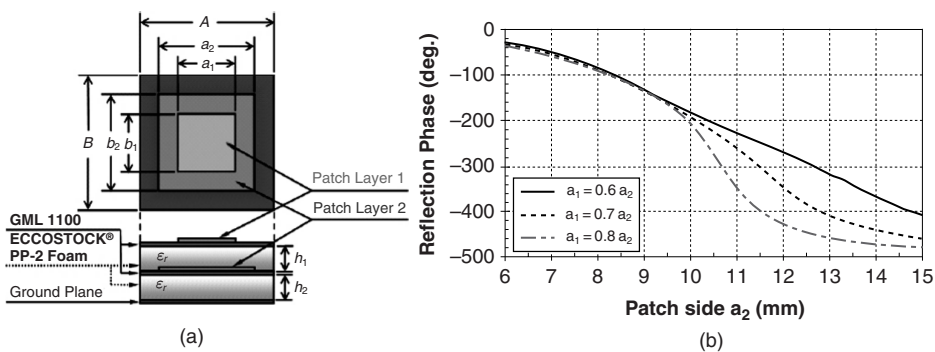 (a)
A
a2
a1
B
b2
b1
Patch Layer 1
Patch Layer 2
GML 1100
ECCOSTOCK®
PP-2 Foam
Ground Plane
εr
εr
h1
h2
(a)
(b)
Reflection Phase (deg.)
0
–100
–200
–300
–400
–500
a1 = 0.6 a2
a1 = 0.7 a2
a1 = 0.8 a2
6 7 8 9 10 11 12 13 14 15
Patch side a2 (mm)
(b)